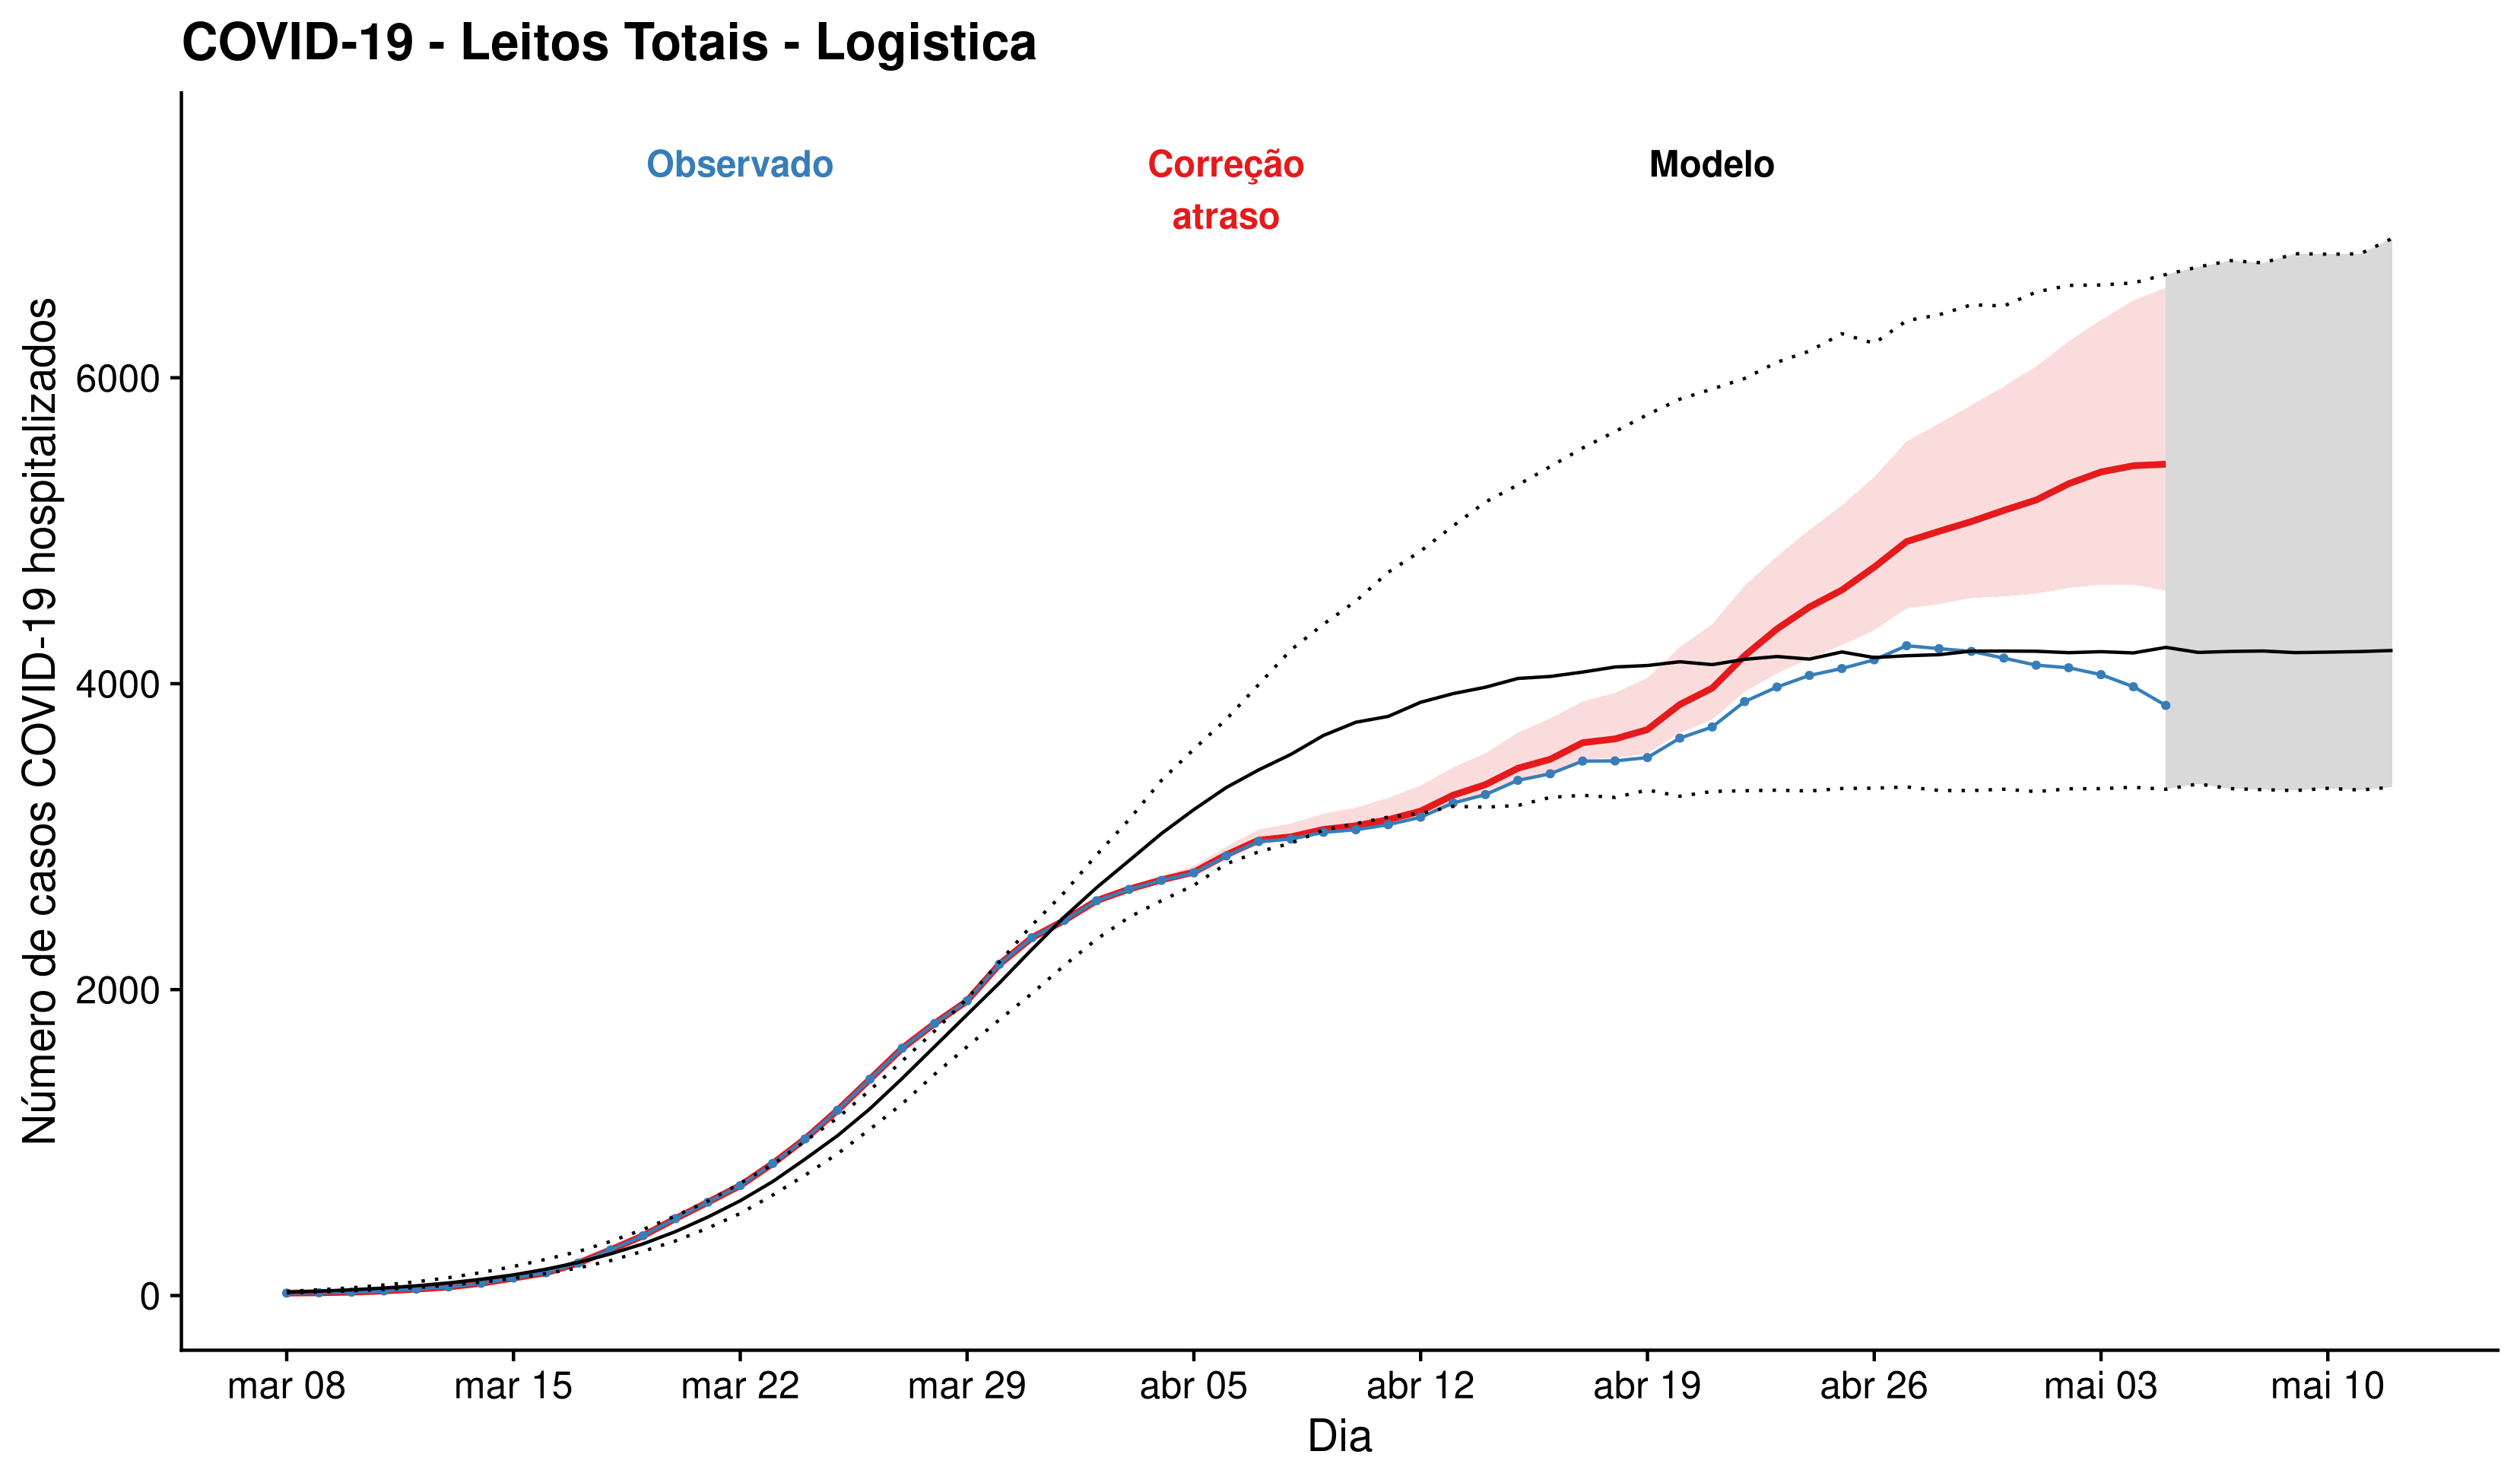 COVID-19 - Leitos Totais - Logistica
Observado
Correção
atraso
Modelo
Número de casos COVID-19 hospitalizados
6000
4000
2000
0
mar 08
mar 15
mar 22
mar 29
abr 05
abr 12
abr 19
abr 26
mai 03
mai 10
Dia